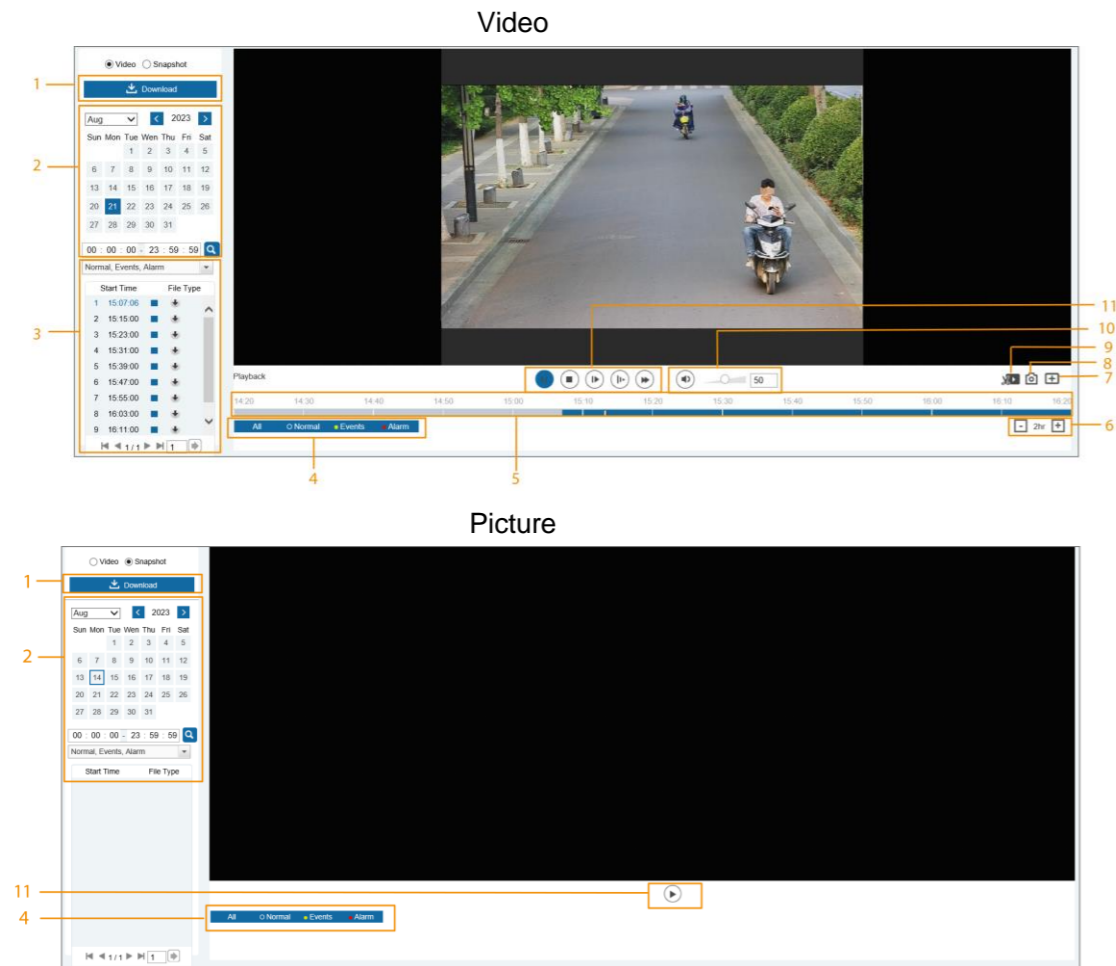 Video
Video Snapshot
1
Download
Aug 2023
Sun Mon Tue Wen Thu Fri Sat
1 2 3 4 5
2
6 7 8 9 10 11 12
13 14 15 16 17 18 19
20 21 22 23 24 25 26
27 28 29 30 31
00 : 00 : 00 - 23 : 59 : 59
Normal, Events, Alarm
Start Time File Type
1 15:07:06
2 15:15:00
3 15:23:00
3
4 15:31:00
5 15:39:00
6 15:47:00
7 15:55:00
8 16:03:00
9 16:11:00
1 / 1 1
11
10
9
8
7
Playback
50
14:20 14:30 14:40 14:50 15:00 15:10 15:20 15:30 15:40 15:50 16:00 16:10 16:20
All Normal Events Alarm
2hr
6
4
5
Picture
Video Snapshot
1
Download
Aug 2023
Sun Mon Tue Wen Thu Fri Sat
1 2 3 4 5
2
6 7 8 9 10 11 12
13 14 15 16 17 18 19
20 21 22 23 24 25 26
27 28 29 30 31
00 : 00 : 00 - 23 : 59 : 59
Normal, Events, Alarm
Start Time File Type
11
4
All Normal Events Alarm
1 / 1 1